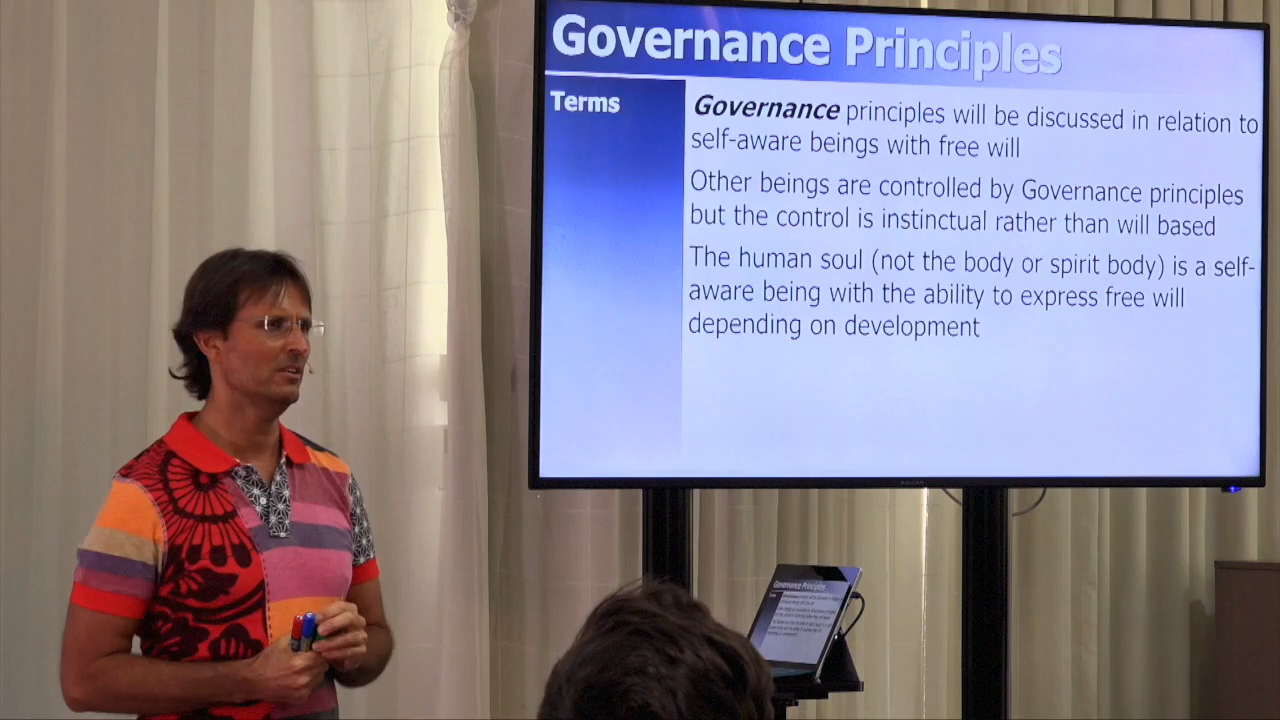 Governance Principles
Terms
Governance principles will be discussed in relation to
self-aware beings with free will
Other beings are controlled by Governance principles
but the control is instinctual rather than will based
The human soul (not the body or spirit body) is a self-
aware being with the ability to express free will
depending on development
Governance Principles